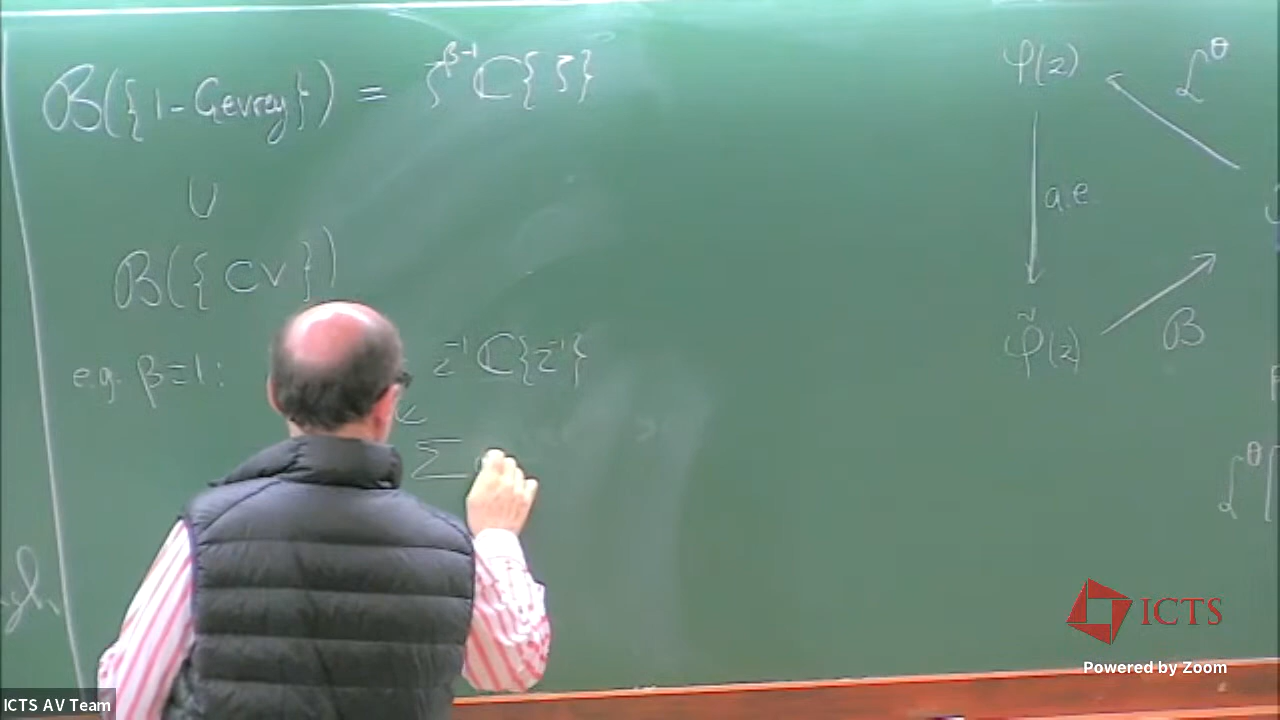 ℬ({1-Gevrey}) = ζ^{β-1} ℂ{ζ}
∪
ℬ({CV})
e.g. β=1: z^{-1} ℂ{z^{-1}}
∑
φ(z)
ℒ^θ
a.e.
φ̃(z)
ℬ
ℒ^θ
ICTS
Powered by Zoom
ICTS AV Team